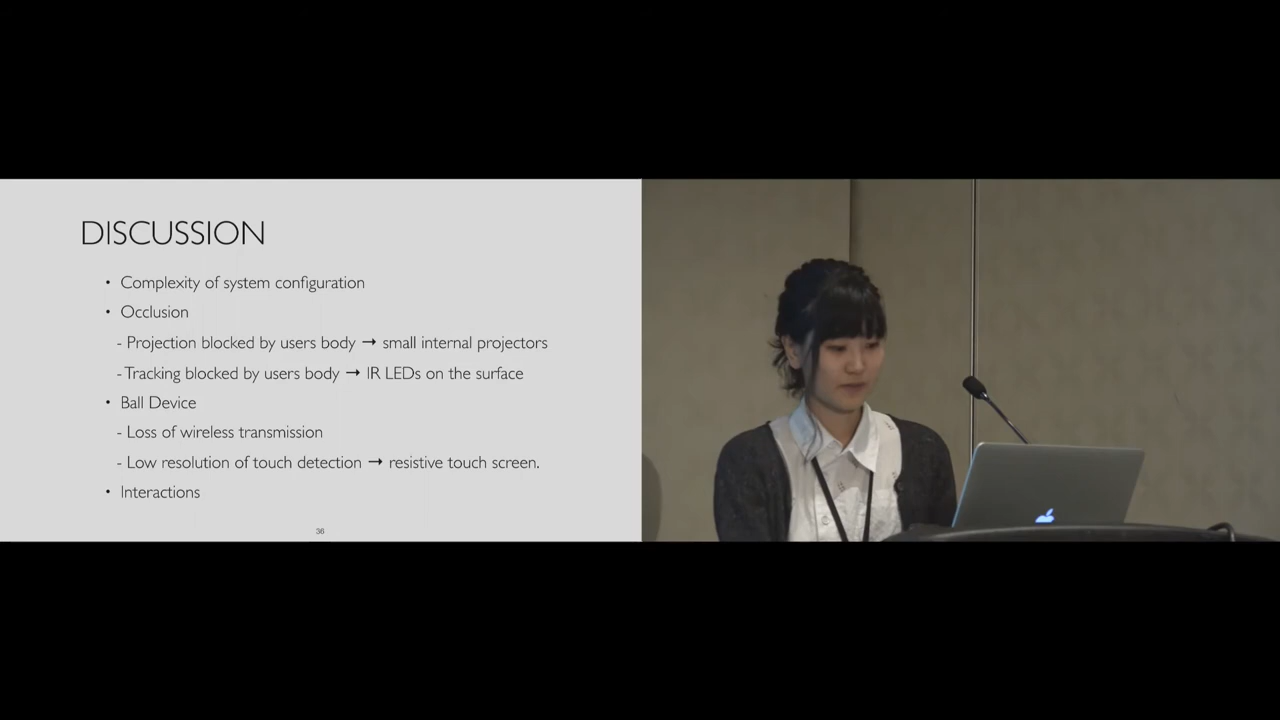 DISCUSSION
• Complexity of system configuration
• Occlusion
- Projection blocked by users body → small internal projectors
- Tracking blocked by users body → IR LEDs on the surface
• Ball Device
- Loss of wireless transmission
- Low resolution of touch detection → resistive touch screen.
• Interactions
36